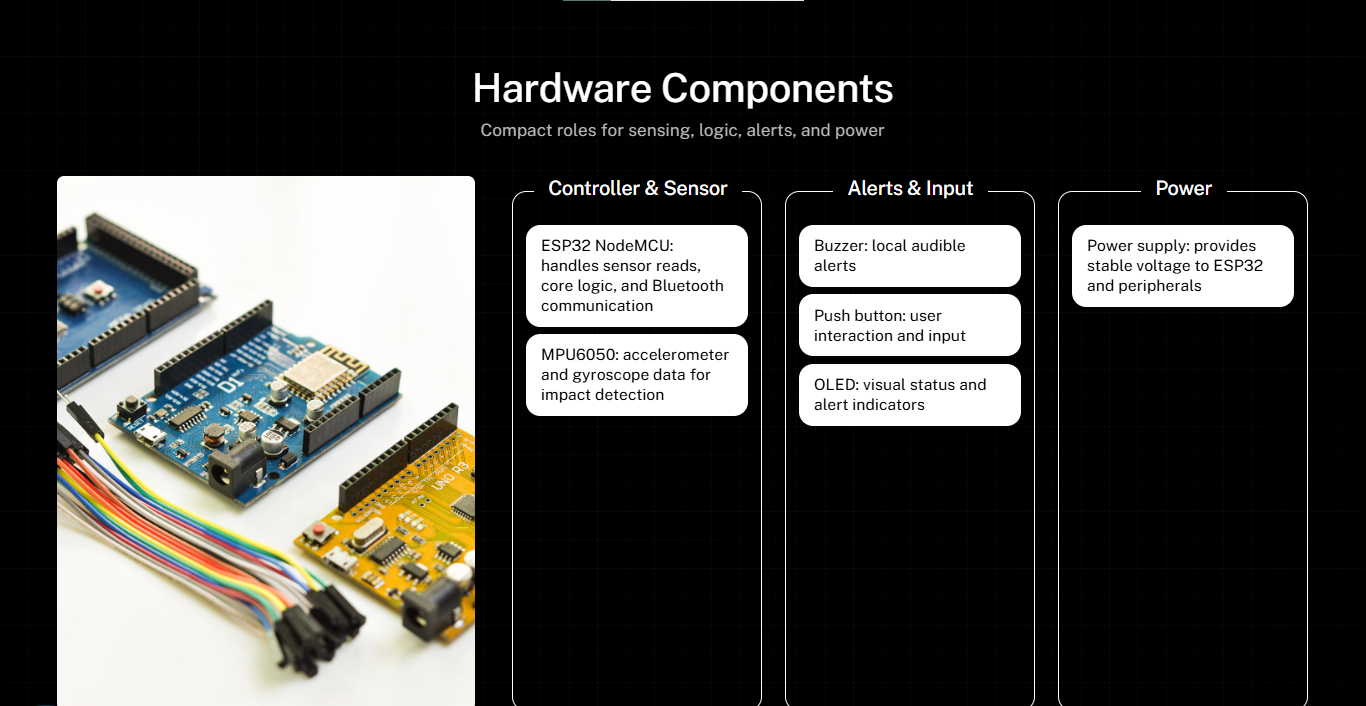 Hardware Components
Compact roles for sensing, logic, alerts, and power
Controller & Sensor
ESP32 NodeMCU:
handles sensor reads,
core logic, and Bluetooth
communication
MPU6050: accelerometer
and gyroscope data for
impact detection
Alerts & Input
Buzzer: local audible
alerts
Push button: user
interaction and input
OLED: visual status and
alert indicators
Power
Power supply: provides
stable voltage to ESP32
and peripherals
D1
UNO R3